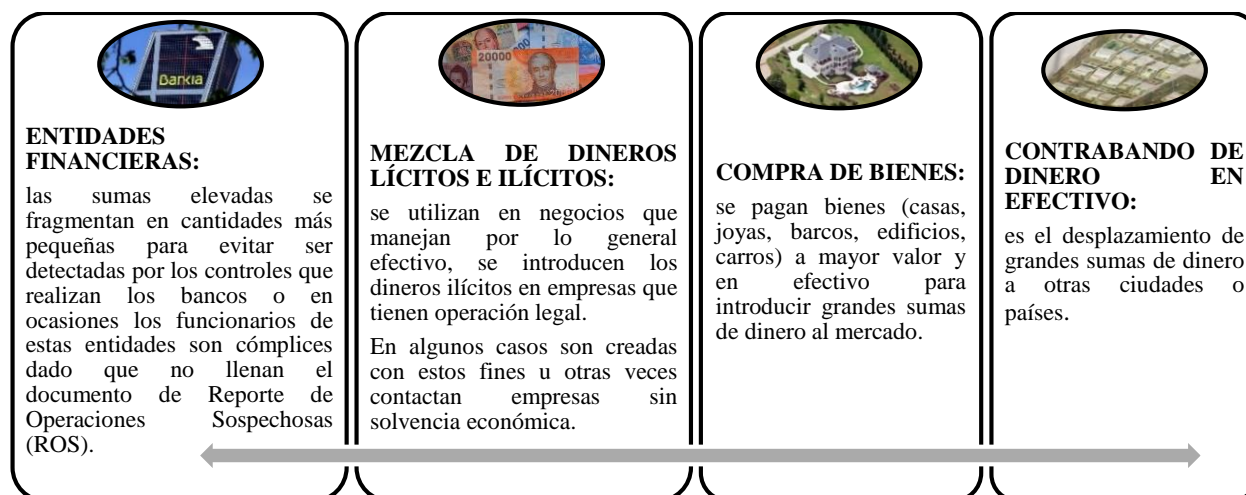 Bankia
20000
ENTIDADES
FINANCIERAS:
las sumas elevadas se
fragmentan en cantidades más
pequeñas para evitar ser
detectadas por los controles que
realizan los bancos o en
ocasiones los funcionarios de
estas entidades son cómplices
dado que no llenan el
documento de Reporte de
Operaciones Sospechosas
(ROS).
MEZCLA DE DINEROS
LÍCITOS E ILÍCITOS:
se utilizan en negocios que
manejan por lo general
efectivo, se introducen los
dineros ilícitos en empresas que
tienen operación legal.
En algunos casos son creadas
con estos fines u otras veces
contactan empresas sin
solvencia económica.
COMPRA DE BIENES:
se pagan bienes (casas,
joyas, barcos, edificios,
carros) a mayor valor y
en efectivo para
introducir grandes sumas
de dinero al mercado.
CONTRABANDO DE
DINERO EN
EFECTIVO:
es el desplazamiento de
grandes sumas de dinero
a otras ciudades o
países.